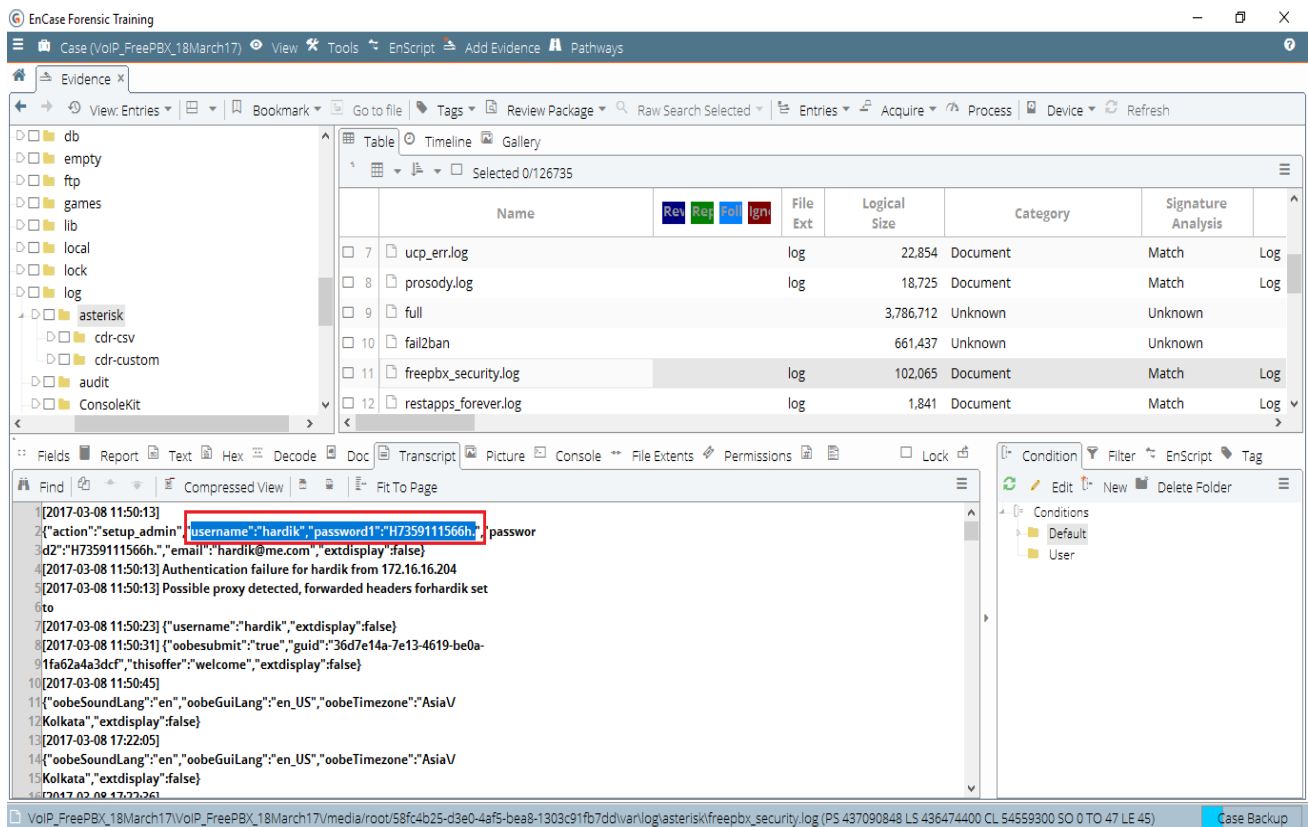 EnCase Forensic Training
Case (VoIP_FreePBX_18March17) View Tools EnScript Add Evidence Pathways
Evidence
View: Entries Bookmark Go to file Tags Review Package Raw Search Selected Entries Acquire Process Device Refresh
db
empty
ftp
games
lib
local
lock
log
asterisk
cdr-csv
cdr-custom
audit
ConsoleKit
Table Timeline Gallery
Selected 0/126735
Name Rev Rep Foll Ign File Ext Logical Size Category Signature Analysis
7 ucp_err.log log 22,854 Document Match Log
8 prosody.log log 18,725 Document Match Log
9 full 3,786,712 Unknown Unknown
10 fail2ban 661,437 Unknown Unknown
11 freepbx_security.log log 102,065 Document Match Log
12 restapps_forever.log log 1,841 Document Match Log
Fields Report Text Hex Decode Doc Transcript Picture Console File Extents Permissions Lock
Find Compressed View Fit To Page
1 [2017-03-08 11:50:13]
2 {"action":"setup_admin","username":"hardik","password1":"H7359111566h.","passwor
3 d2":"H7359111566h.","email":"hardik@me.com","extdisplay":false}
4 [2017-03-08 11:50:13] Authentication failure for hardik from 172.16.16.204
5 [2017-03-08 11:50:13] Possible proxy detected, forwarded headers forhardik set
6 to
7 [2017-03-08 11:50:23] {"username":"hardik","extdisplay":false}
8 [2017-03-08 11:50:31] {"oobesubmit":"true","guid":"36d7e14a-7e13-4619-be0a-
9 1fa62a4a3dcf","thisoffer":"welcome","extdisplay":false}
10 [2017-03-08 11:50:45]
11 {"oobeSoundLang":"en","oobeGuiLang":"en_US","oobeTimezone":"Asia\/
12 Kolkata","extdisplay":false}
13 [2017-03-08 17:22:05]
14 {"oobeSoundLang":"en","oobeGuiLang":"en_US","oobeTimezone":"Asia\/
15 Kolkata","extdisplay":false}
16 [2017-03-08 17:22:26]
Condition Filter EnScript Tag
Edit New Delete Folder
Conditions
Default
User
VoIP_FreePBX_18March17\VoIP_FreePBX_18March17\/media/root/58fc4b25-d3e0-4af5-bea8-1303c91fb7dd\var\log\asterisk\freepbx_security.log (PS 437090848 LS 436474400 CL 54559300 SO 0 TO 47 LE 45) Case Backup